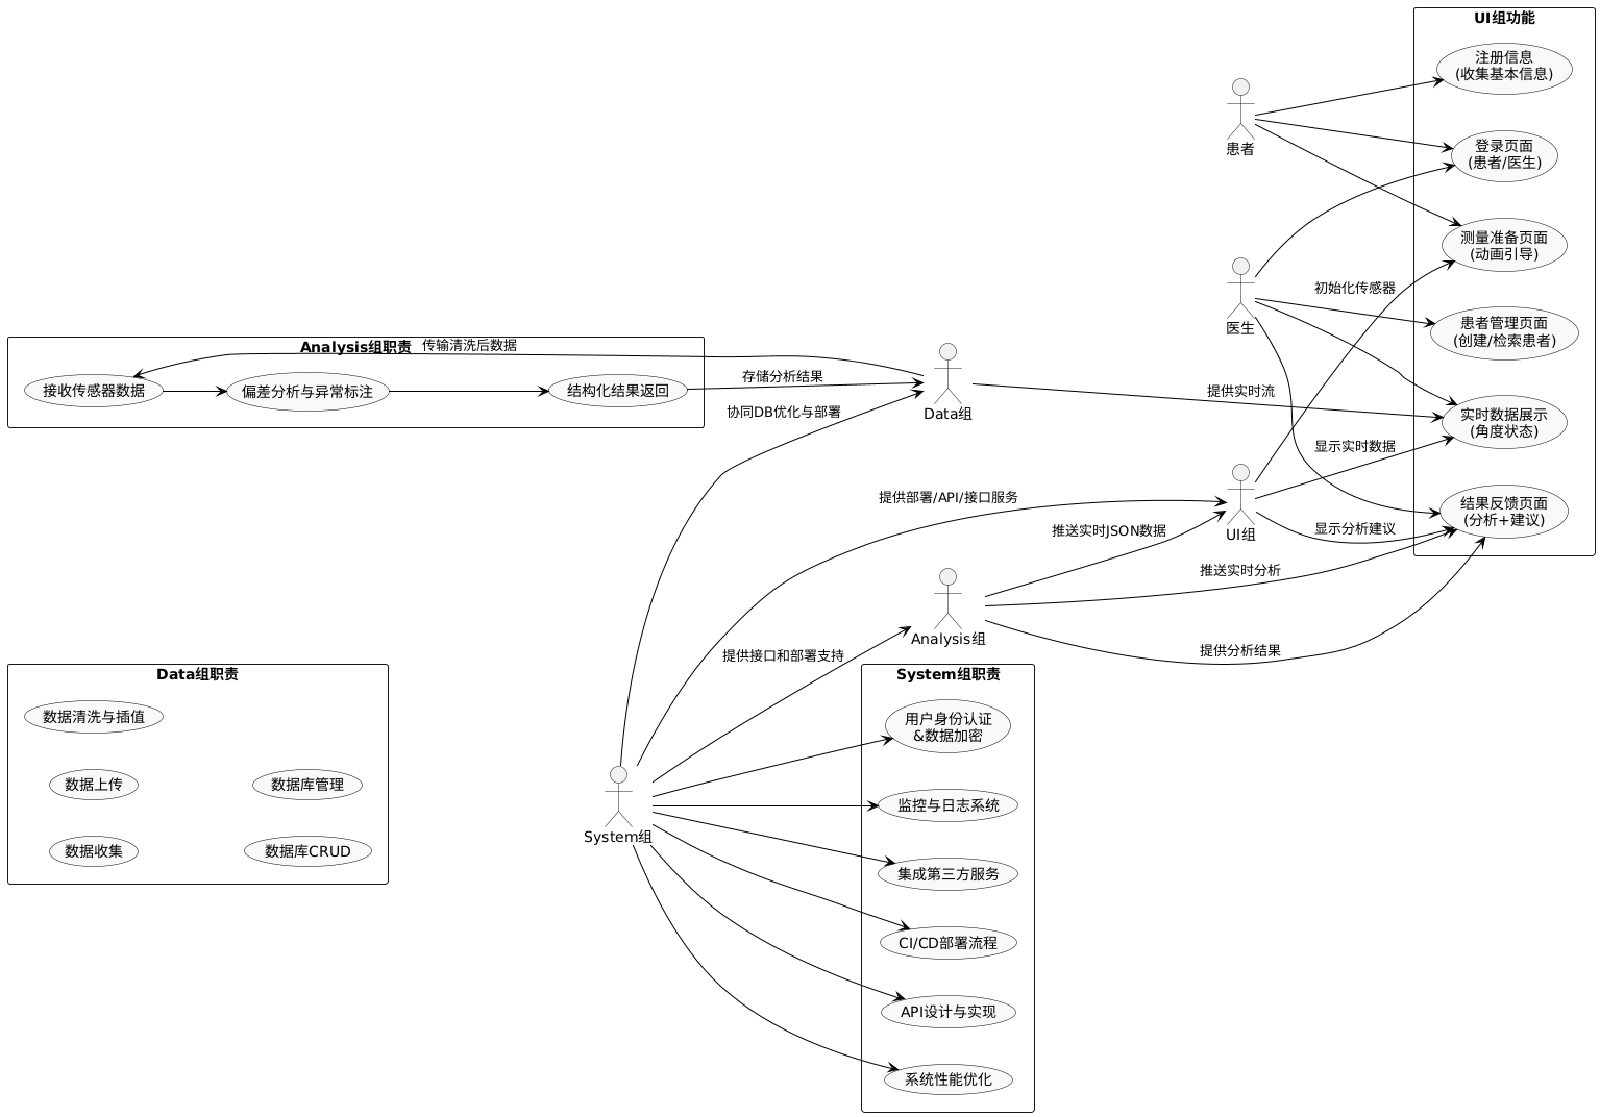 UI组功能
注册信息
(收集基本信息)
患者
登录页面
(患者/医生)
测量准备页面
(动画引导)
初始化传感器
医生
患者管理页面
(创建/检索患者)
Analysis组职责
传输清洗后数据
接收传感器数据
偏差分析与异常标注
结构化结果返回
存储分析结果
协同DB优化与部署
Data组
提供实时流
实时数据展示
(角度状态)
显示实时数据
提供部署/API/接口服务
推送实时JSON数据
UI组
显示分析建议
结果反馈页面
(分析+建议)
推送实时分析
Analysis组
提供接口和部署支持
提供分析结果
Data组职责
数据清洗与插值
数据上传
数据库管理
数据收集
数据库CRUD
System组
System组职责
用户身份认证
&数据加密
监控与日志系统
集成第三方服务
CI/CD部署流程
API设计与实现
系统性能优化